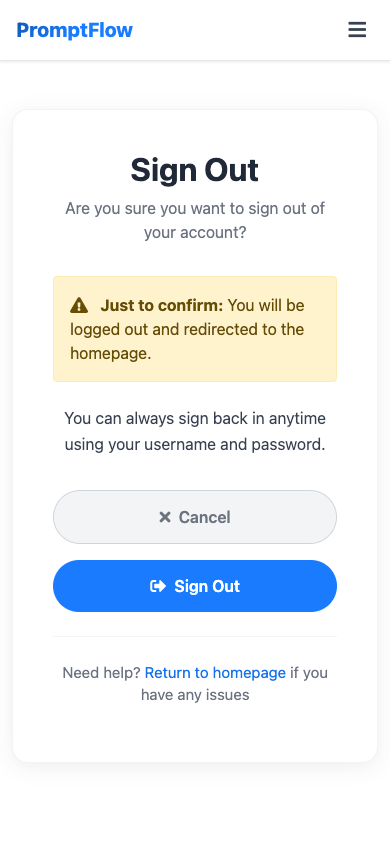 PromptFlow
Sign Out
Are you sure you want to sign out of
your account?
Just to confirm: You will be
logged out and redirected to the
homepage.
You can always sign back in anytime
using your username and password.
Cancel
Sign Out
Need help? Return to homepage if you
have any issues